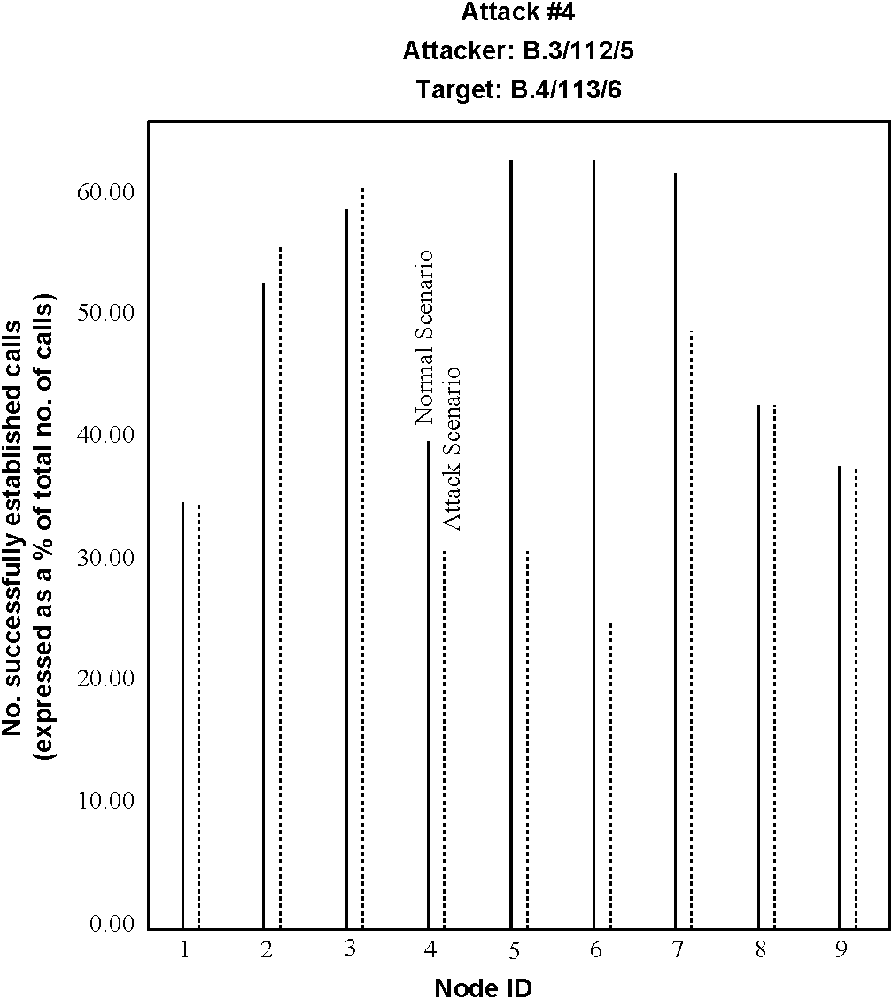 Attack #4
Attacker: B.3/112/5
Target: B.4/113/6
No. successfully established calls
(expressed as a % of total no. of calls)
60.00
50.00
40.00
30.00
20.00
10.00
0.00
Normal Scenario
Attack Scenario
1 2 3 4 5 6 7 8 9
Node ID